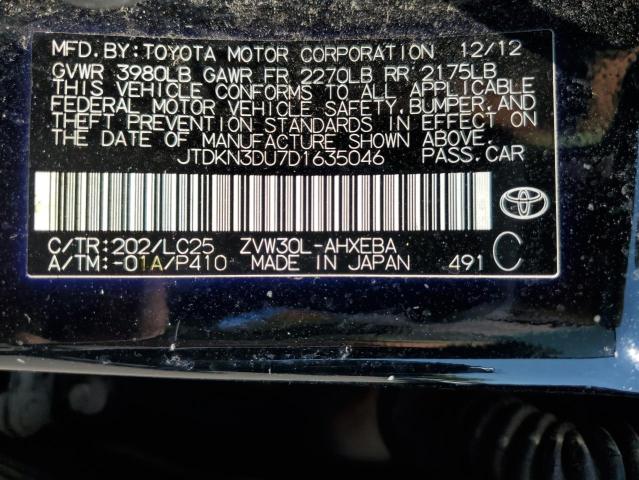 MFD. BY: TOYOTA MOTOR CORPORATION 12/12
GVWR 3980LB GAWR FR 2270LB RR 2175LB
THIS VEHICLE CONFORMS TO ALL APPLICABLE
FEDERAL MOTOR VEHICLE SAFETY, BUMPER, AND
THEFT PREVENTION STANDARDS IN EFFECT ON
THE DATE OF MANUFACTURE SHOWN ABOVE.
JTDKN3DU7D1635046 PASS. CAR
C/TR: 202/LC25 ZVW30L-AHXEBA
A/TM: -01A/P410 MADE IN JAPAN 491 C